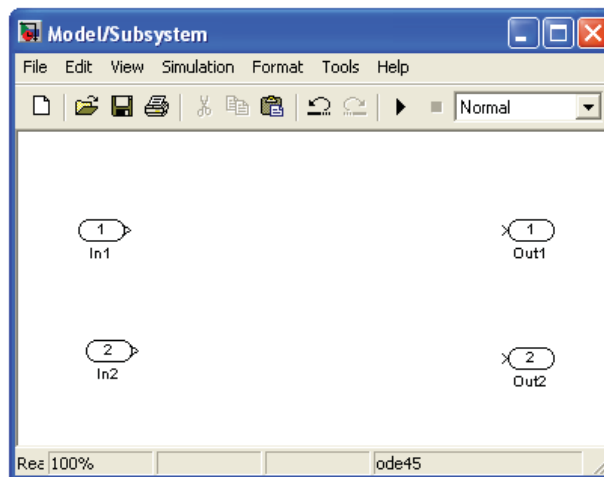 Model/Subsystem
File Edit View Simulation Format Tools Help
Normal
1
In1
1
Out1
2
In2
2
Out2
100% ode45